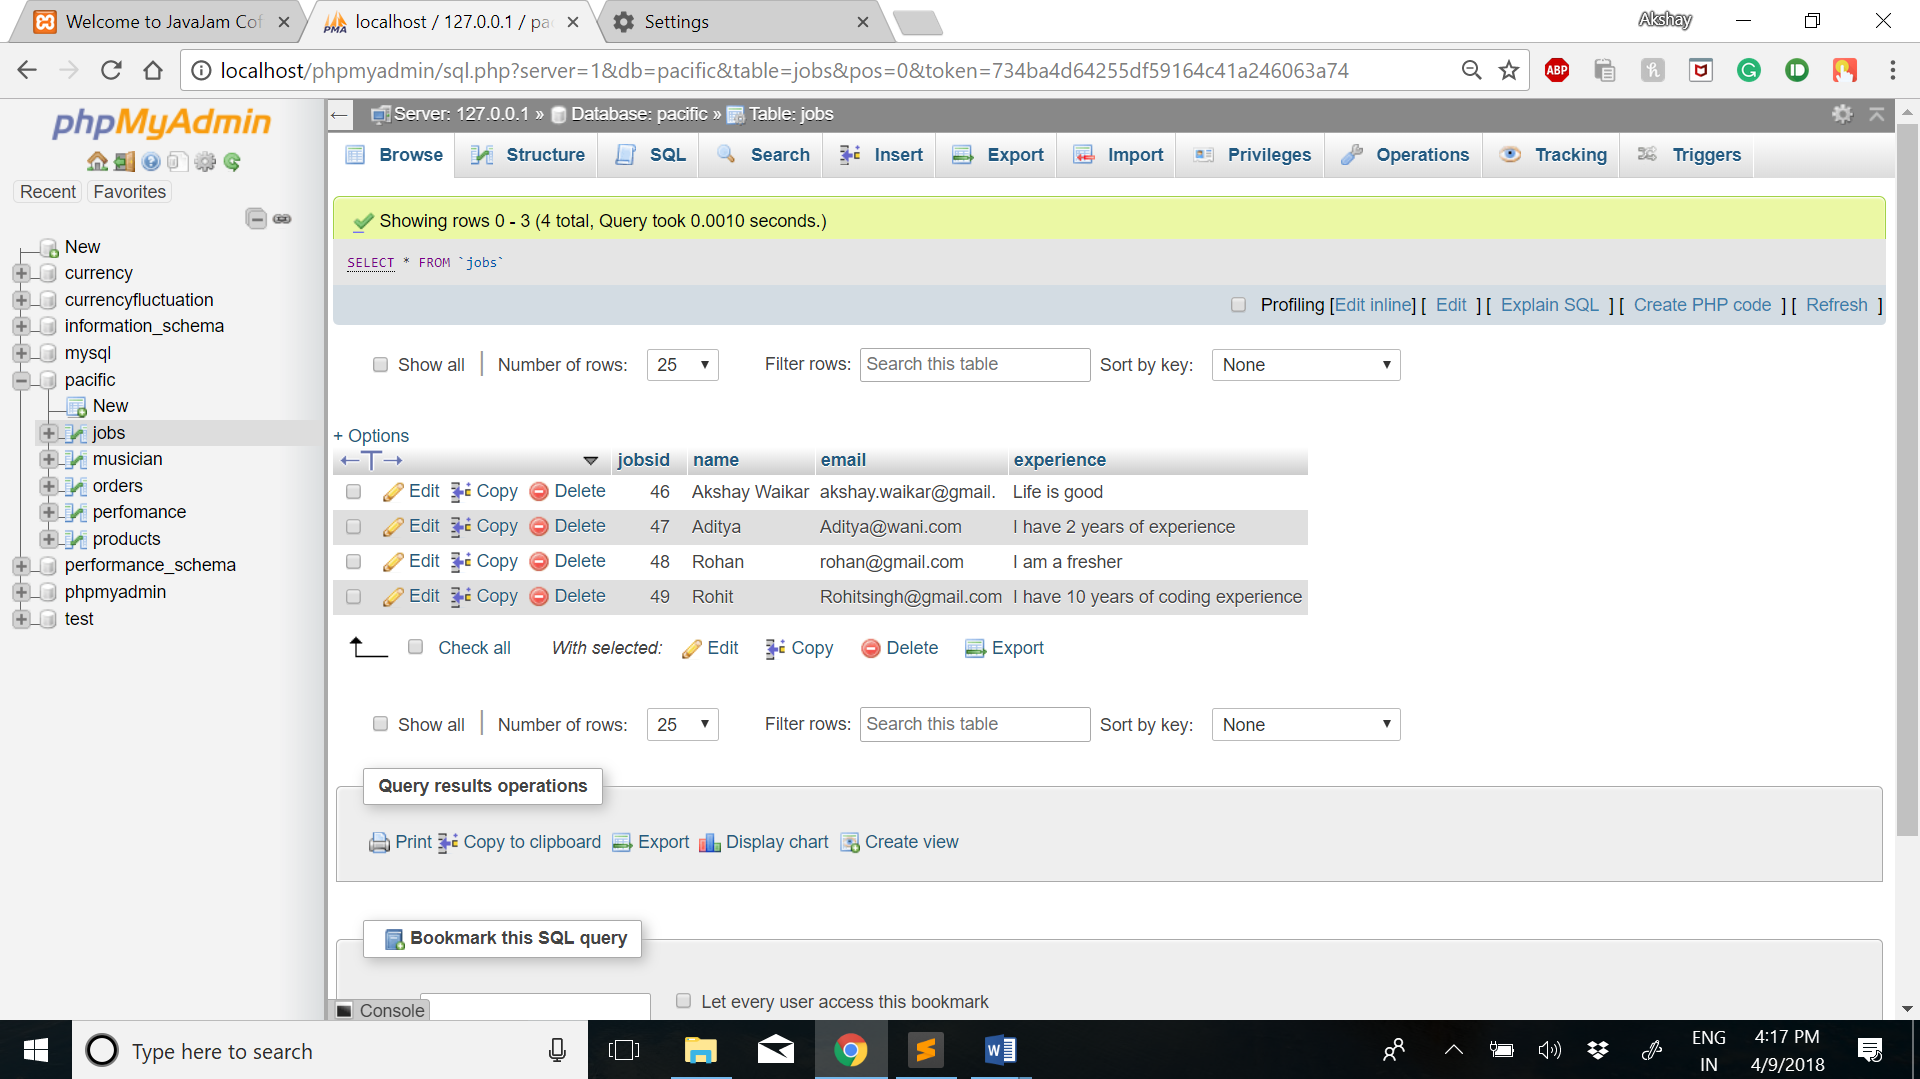 Welcome to JavaJam Cof
localhost / 127.0.0.1 / pac
Settings
Akshay
localhost/phpmyadmin/sql.php?server=1&db=pacific&table=jobs&pos=0&token=734ba4d64255df59164c41a246063a74
ABP
phpMyAdmin
Recent Favorites
New
currency
currencyfluctuation
information_schema
mysql
pacific
New
jobs
musician
orders
perfomance
products
performance_schema
phpmyadmin
test
Server: 127.0.0.1 » Database: pacific » Table: jobs
Browse Structure SQL Search Insert Export Import Privileges Operations Tracking Triggers
Showing rows 0 - 3 (4 total, Query took 0.0010 seconds.)
SELECT * FROM `jobs`
Profiling [Edit inline] [ Edit ] [ Explain SQL ] [ Create PHP code ] [ Refresh ]
Show all | Number of rows: 25 Filter rows: Search this table Sort by key: None
+ Options
←T→ jobsid name email experience
Edit Copy Delete 46 Akshay Waikar akshay.waikar@gmail. Life is good
Edit Copy Delete 47 Aditya Aditya@wani.com I have 2 years of experience
Edit Copy Delete 48 Rohan rohan@gmail.com I am a fresher
Edit Copy Delete 49 Rohit Rohitsingh@gmail.com I have 10 years of coding experience
Check all With selected: Edit Copy Delete Export
Show all | Number of rows: 25 Filter rows: Search this table Sort by key: None
Query results operations
Print Copy to clipboard Export Display chart Create view
Bookmark this SQL query
Let every user access this bookmark
Console
Type here to search
ENG
IN
4:17 PM
4/9/2018